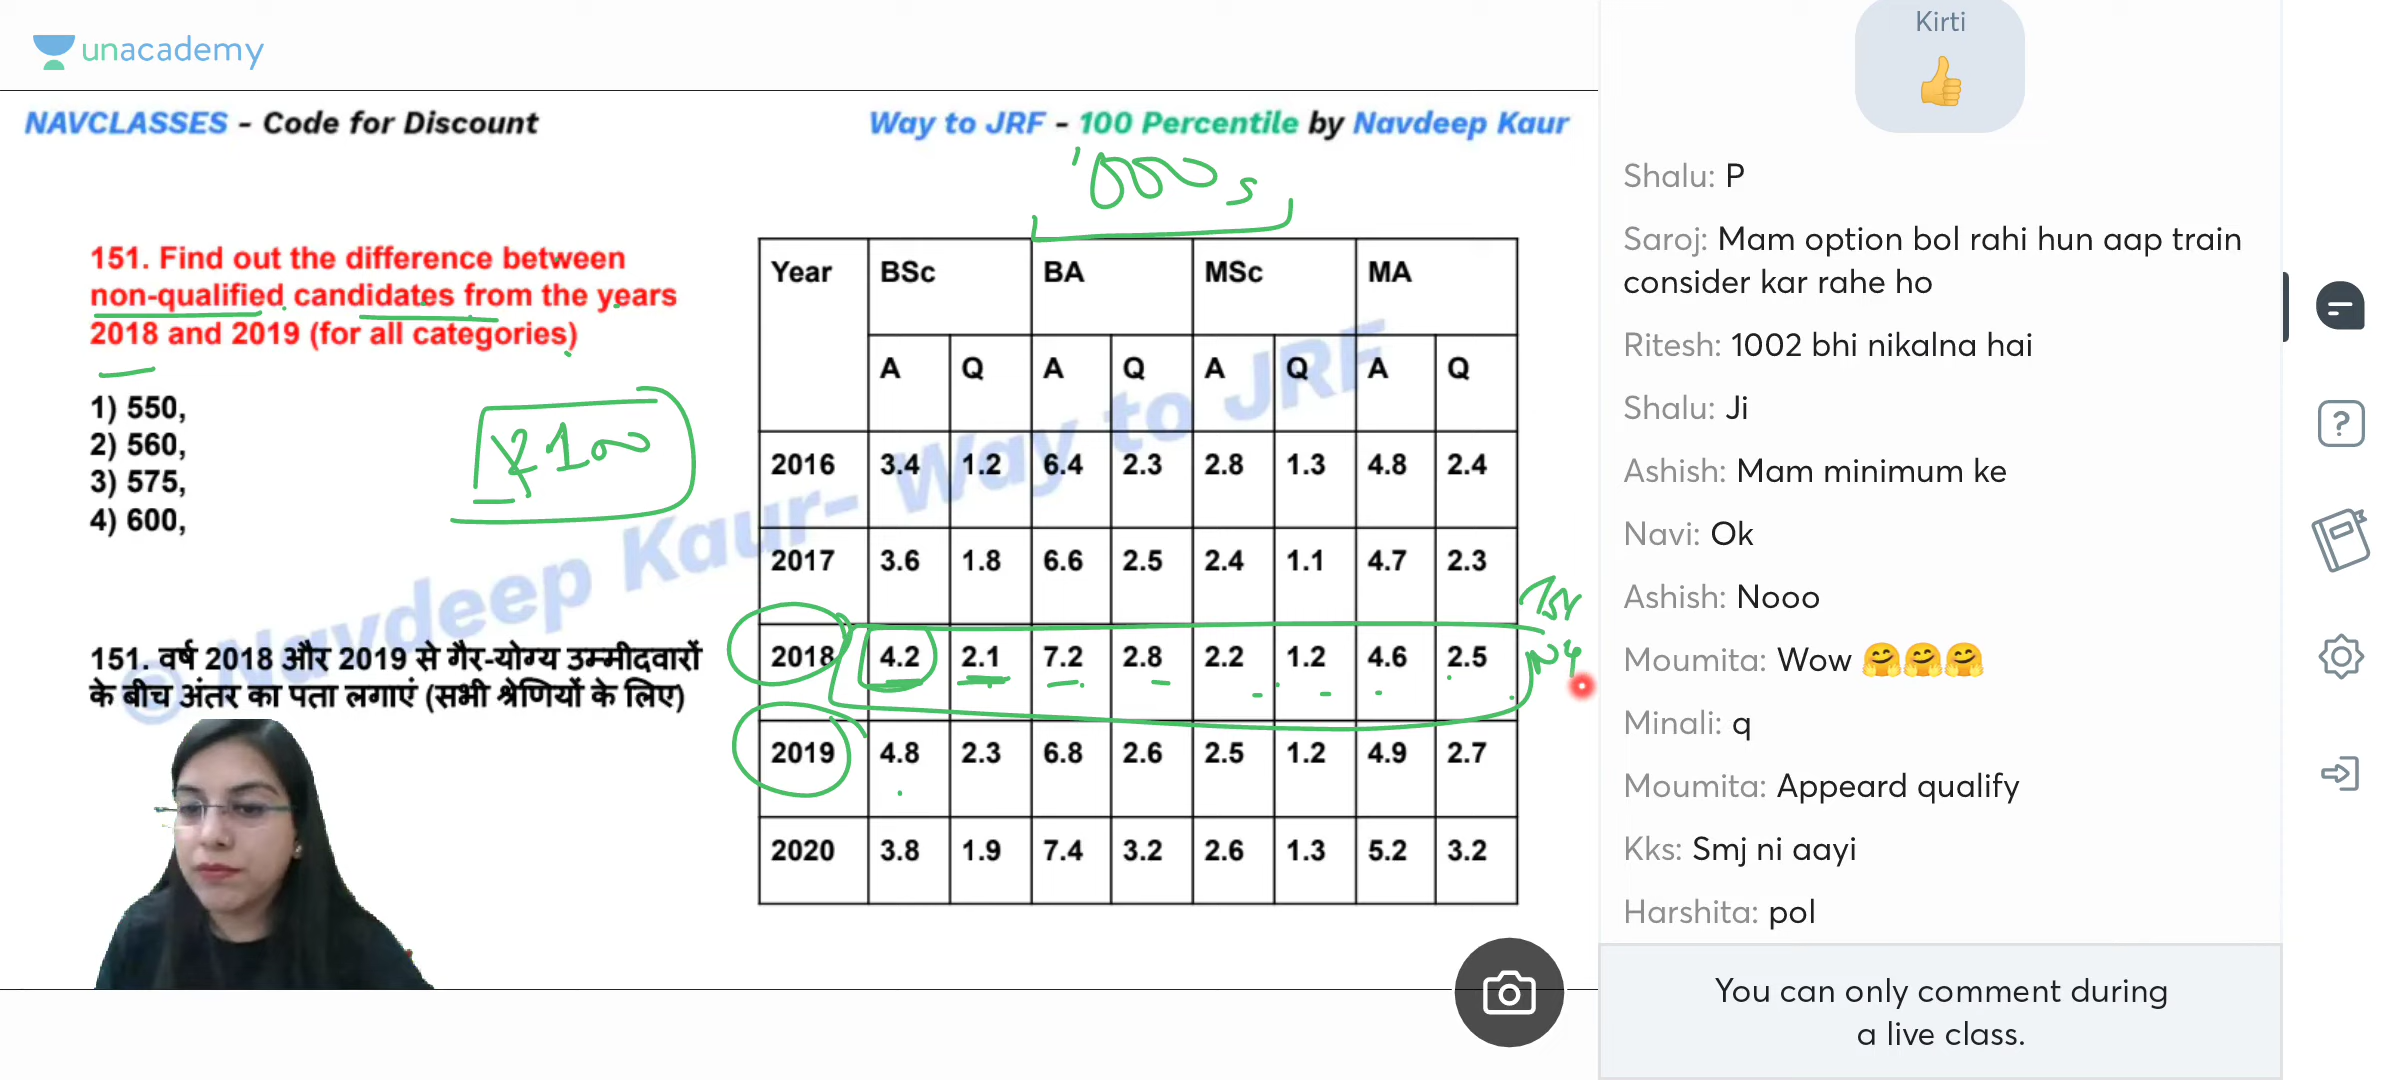 unacademy
NAVCLASSES - Code for Discount
Way to JRF - 100 Percentile by Navdeep Kaur
'000s
151. Find out the difference between
non-qualified candidates from the years
2018 and 2019 (for all categories)
1) 550,
2) 560,
3) 575,
4) 600,
151. वर्ष 2018 और 2019 से गैर-योग्य उम्मीदवारों
के बीच अंतर का पता लगाएं (सभी श्रेणियों के लिए)
Year BSc BA MSc MA
A Q A Q A Q A Q
2016 3.4 1.2 6.4 2.3 2.8 1.3 4.8 2.4
2017 3.6 1.8 6.6 2.5 2.4 1.1 4.7 2.3
2018 4.2 2.1 7.2 2.8 2.2 1.2 4.6 2.5
2019 4.8 2.3 6.8 2.6 2.5 1.2 4.9 2.7
2020 3.8 1.9 7.4 3.2 2.6 1.3 5.2 3.2
© Navdeep Kaur- Way to JRF
Kirti
👍
Shalu: P
Saroj: Mam option bol rahi hun aap train
consider kar rahe ho
Ritesh: 1002 bhi nikalna hai
Shalu: Ji
Ashish: Mam minimum ke
Navi: Ok
Ashish: Nooo
Moumita: Wow 🤗🤗🤗
Minali: q
Moumita: Appeard qualify
Kks: Smj ni aayi
Harshita: pol
You can only comment during
a live class.